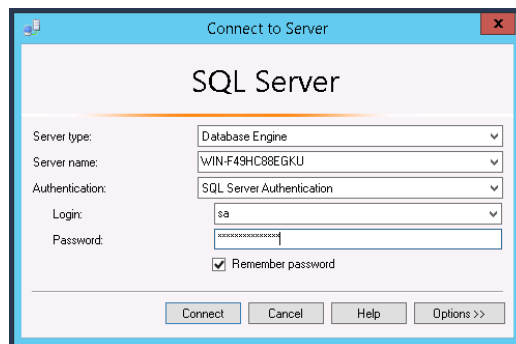 Connect to Server
x
SQL Server
Server type: Database Engine
Server name: WIN-F49HC88EGKU
Authentication: SQL Server Authentication
Login: sa
Password: ***************
Remember password
Connect Cancel Help Options >>